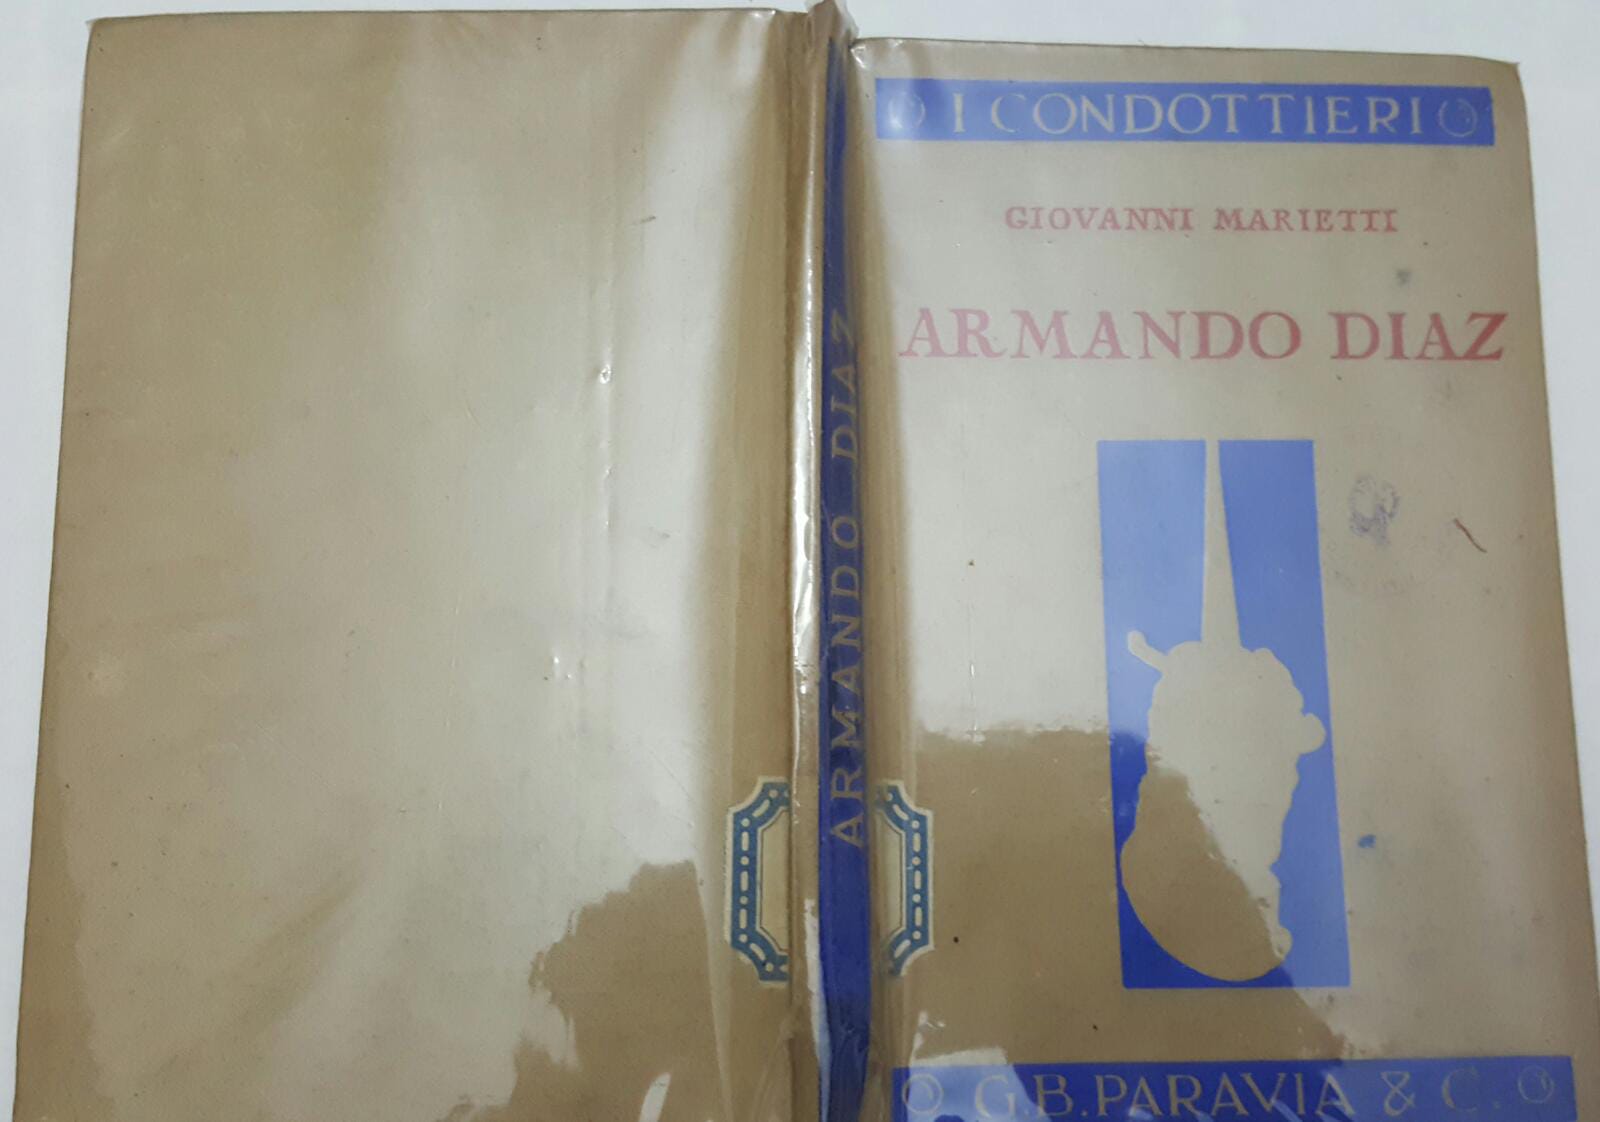 I CONDOTTIERI
GIOVANNI MARIETTI
ARMANDO DIAZ
G.B. PARAVIA & C.
ARMANDO DIAZ